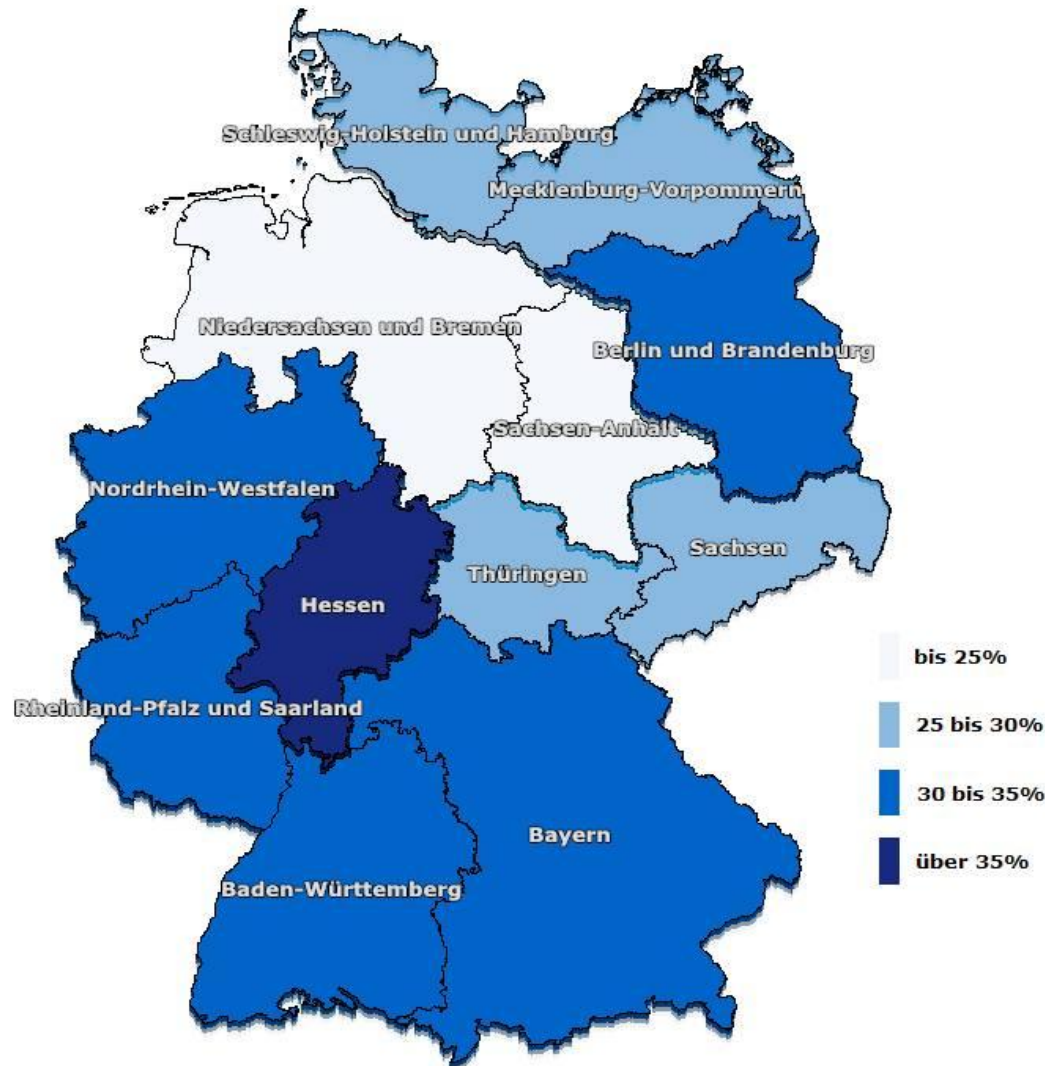 Schleswig-Holstein und Hamburg
Mecklenburg-Vorpommern
Niedersachsen und Bremen
Berlin und Brandenburg
Sachsen-Anhalt
Nordrhein-Westfalen
Sachsen
Thüringen
Hessen
Rheinland-Pfalz und Saarland
Bayern
Baden-Württemberg
bis 25%
25 bis 30%
30 bis 35%
über 35%